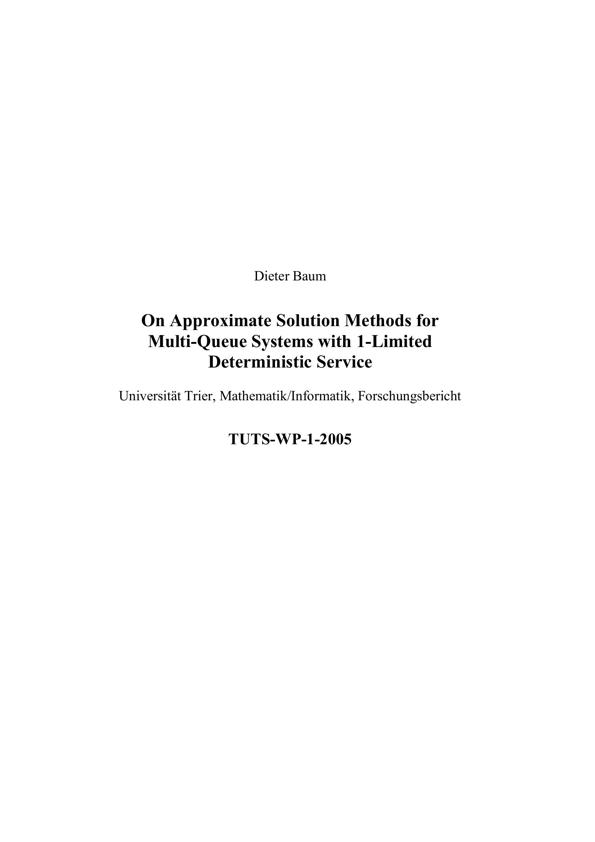 Dieter Baum
On Approximate Solution Methods for
Multi-Queue Systems with 1-Limited
Deterministic Service
Universität Trier, Mathematik/Informatik, Forschungsbericht
TUTS-WP-1-2005